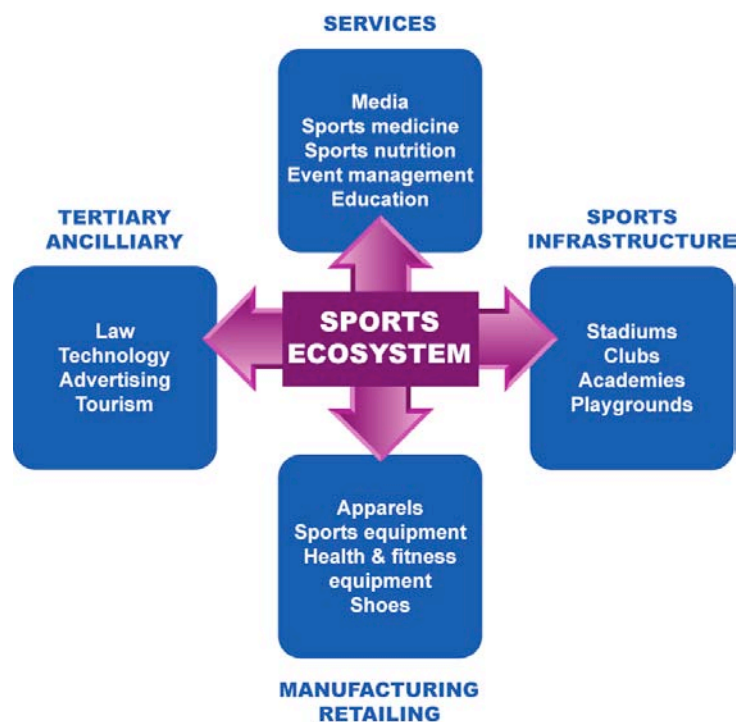 SERVICES
Media
Sports medicine
Sports nutrition
Event management
Education
TERTIARY
ANCILLIARY
Law
Technology
Advertising
Tourism
SPORTS
ECOSYSTEM
SPORTS
INFRASTRUCTURE
Stadiums
Clubs
Academies
Playgrounds
Apparels
Sports equipment
Health & fitness
equipment
Shoes
MANUFACTURING
RETAILING